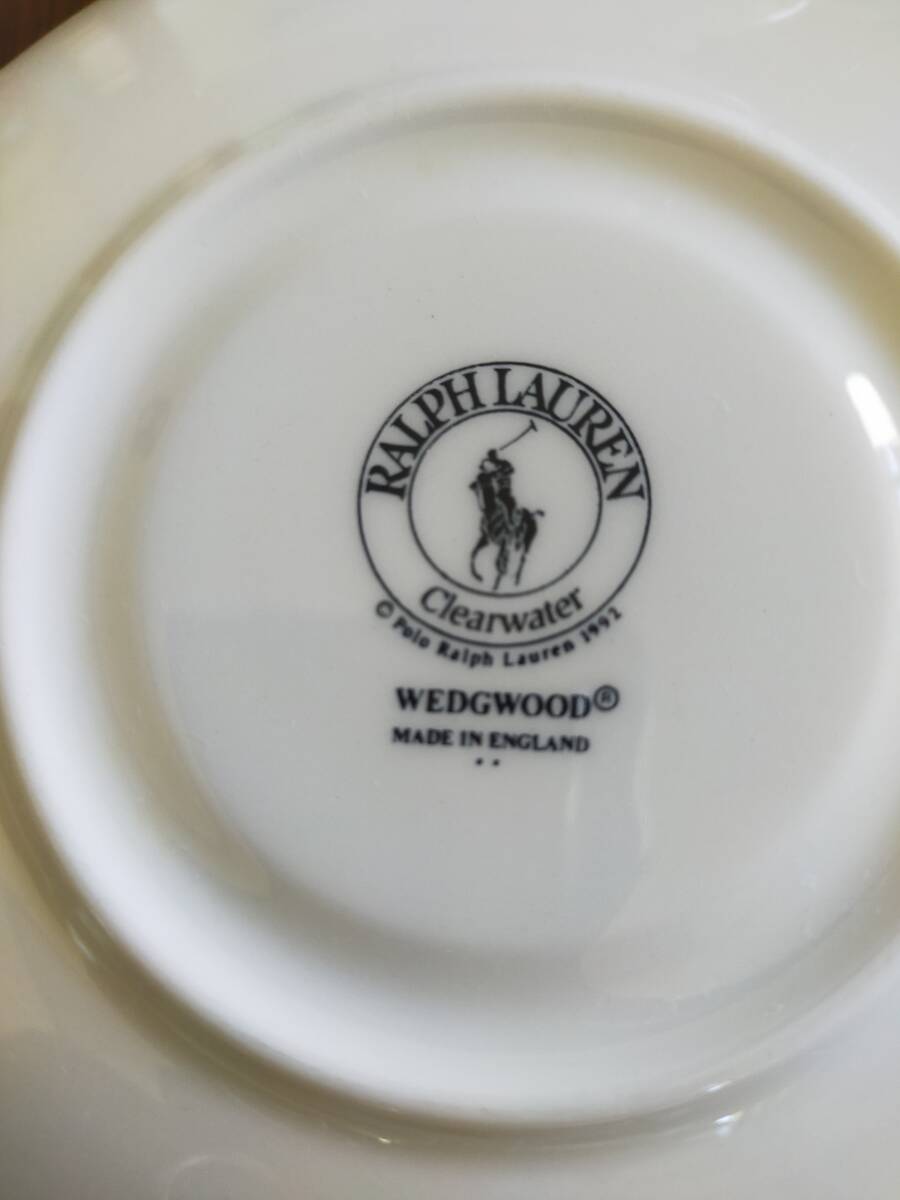 RALPH LAUREN
Clearwater
© Polo Ralph Lauren 1992
WEDGWOOD®
MADE IN ENGLAND